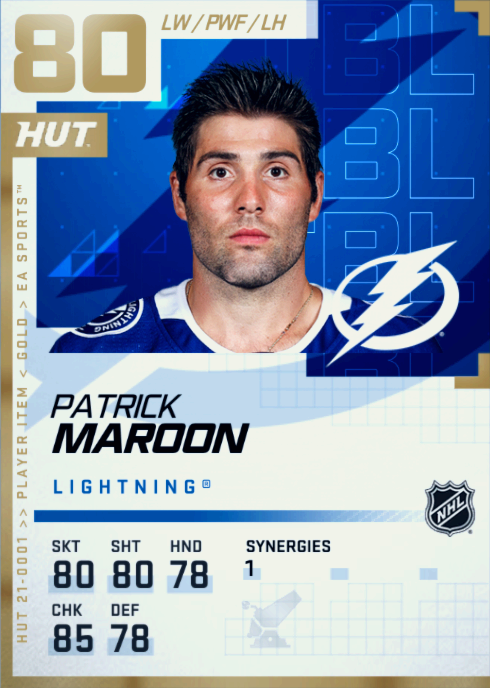 80
LW / PWF / LH
HUT
BL
BL
BL
LIGHTNING
PATRICK
MAROON
LIGHTNING®
NHL
HUT 21-0001 >> PLAYER ITEM < GOLD > EA SPORTS™
SKT SHT HND SYNERGIES
80 80 78 1
CHK DEF
85 78